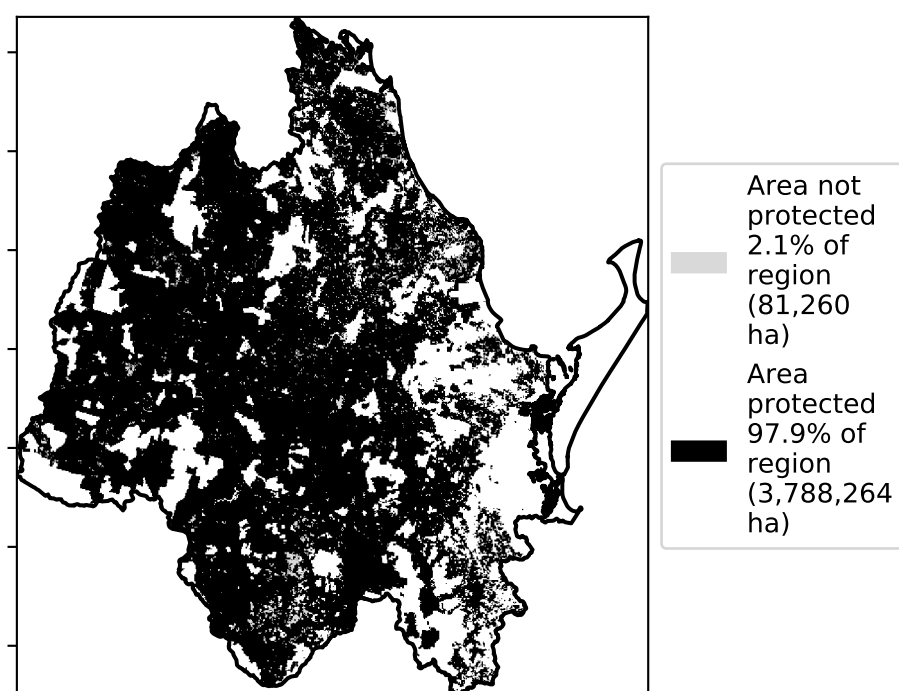 Area not
protected
2.1% of
region
(81,260
ha)
Area
protected
97.9% of
region
(3,788,264
ha)